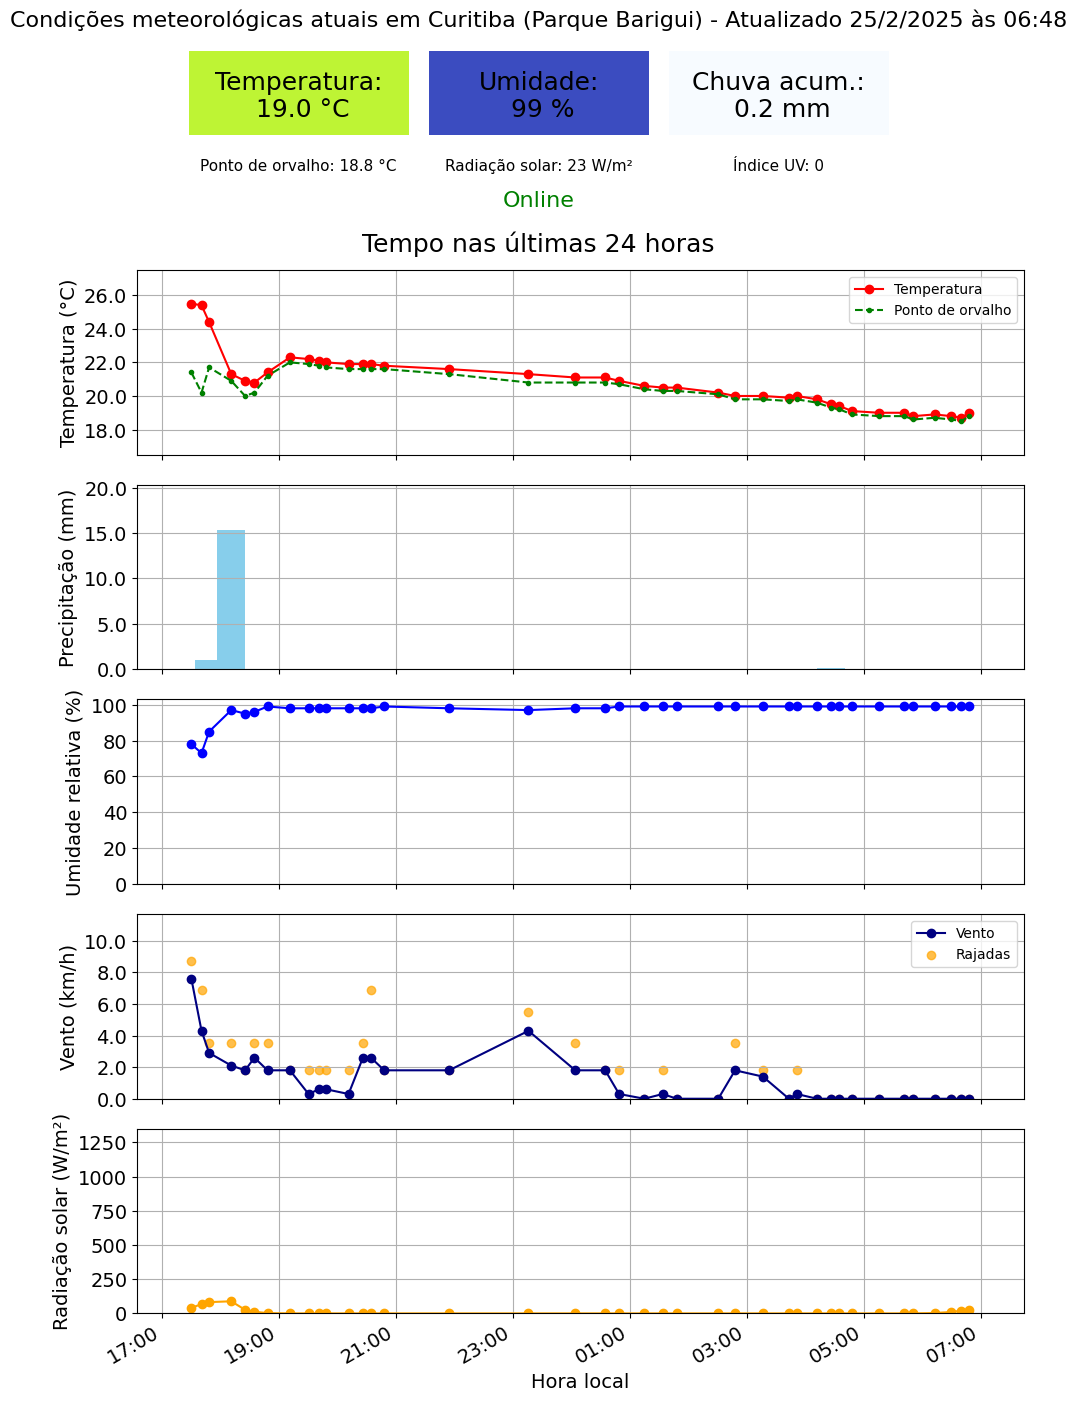 Condições meteorológicas atuais em Curitiba (Parque Barigui) - Atualizado 25/2/2025 às 06:48
Temperatura:
19.0 °C
Umidade:
99 %
Chuva acum.:
0.2 mm
Ponto de orvalho: 18.8 °C
Radiação solar: 23 W/m²
Índice UV: 0
Online
Tempo nas últimas 24 horas
Temperatura (°C)
26.0
24.0
22.0
20.0
18.0
Temperatura
Ponto de orvalho
Precipitação (mm)
20.0
15.0
10.0
5.0
0.0
Umidade relativa (%)
100
80
60
40
20
0
Vento (km/h)
10.0
8.0
6.0
4.0
2.0
0.0
Vento
Rajadas
Radiação solar (W/m²)
1250
1000
750
500
250
0
17:00
19:00
21:00
23:00
01:00
03:00
05:00
07:00
Hora local